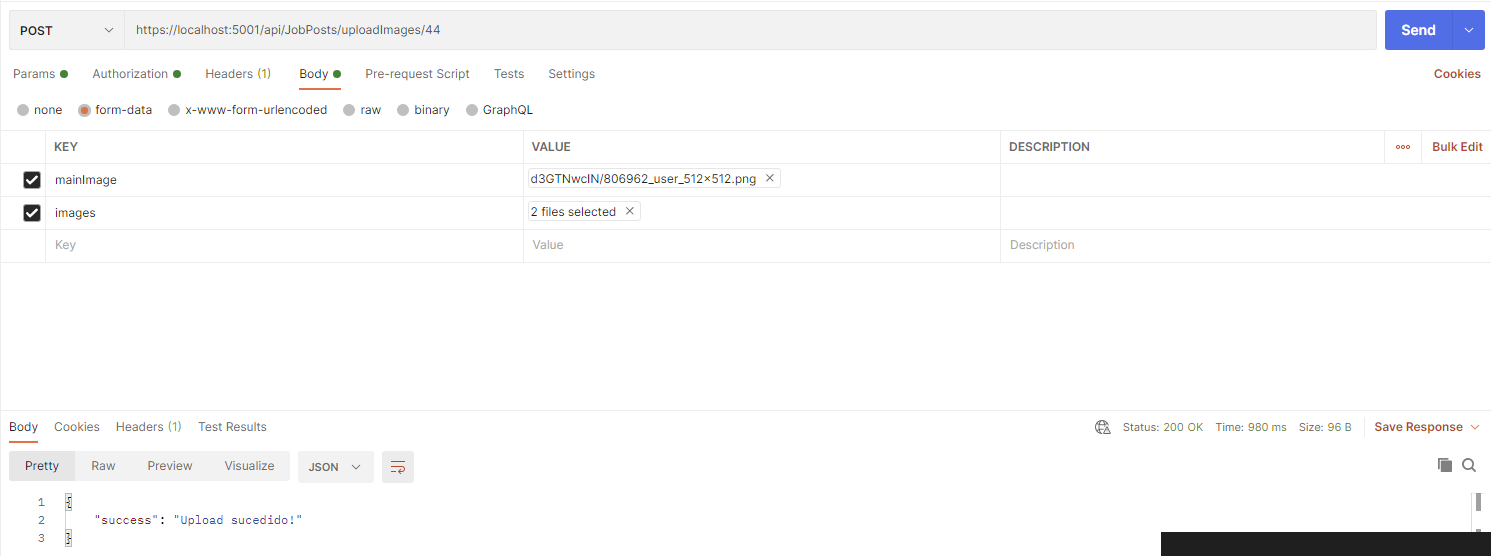 POST https://localhost:5001/api/JobPosts/uploadImages/44 Send
Params Authorization Headers (1) Body Pre-request Script Tests Settings Cookies
none form-data x-www-form-urlencoded raw binary GraphQL
KEY VALUE DESCRIPTION ooo Bulk Edit
mainImage d3GTNwcIN/806962_user_512x512.png ×
images 2 files selected ×
Key Value Description
Body Cookies Headers (1) Test Results Status: 200 OK Time: 980 ms Size: 96 B Save Response
Pretty Raw Preview Visualize JSON
1 {
2 "success": "Upload sucedido!"
3 }